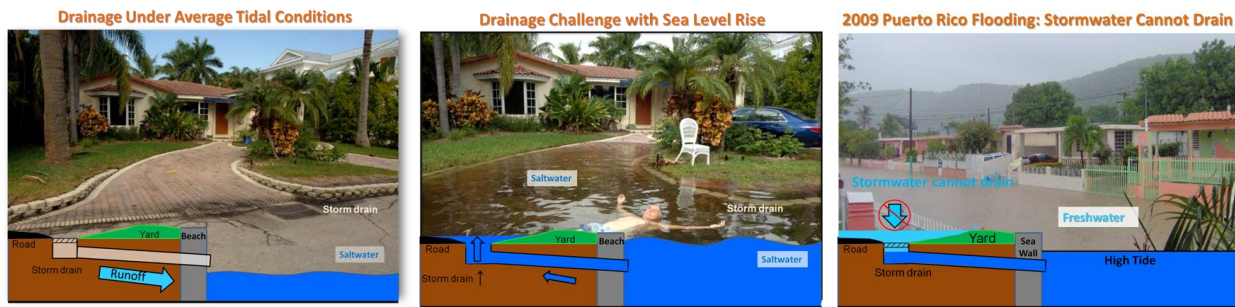 Drainage Under Average Tidal Conditions
Storm drain
Road
Yard
Beach
Saltwater
Storm drain
Runoff
Drainage Challenge with Sea Level Rise
Saltwater
Storm drain
Road
Yard
Beach
Saltwater
Storm drain
2009 Puerto Rico Flooding: Stormwater Cannot Drain
Stormwater cannot drain
Freshwater
Road
Yard
Sea
Wall
High Tide
Storm drain